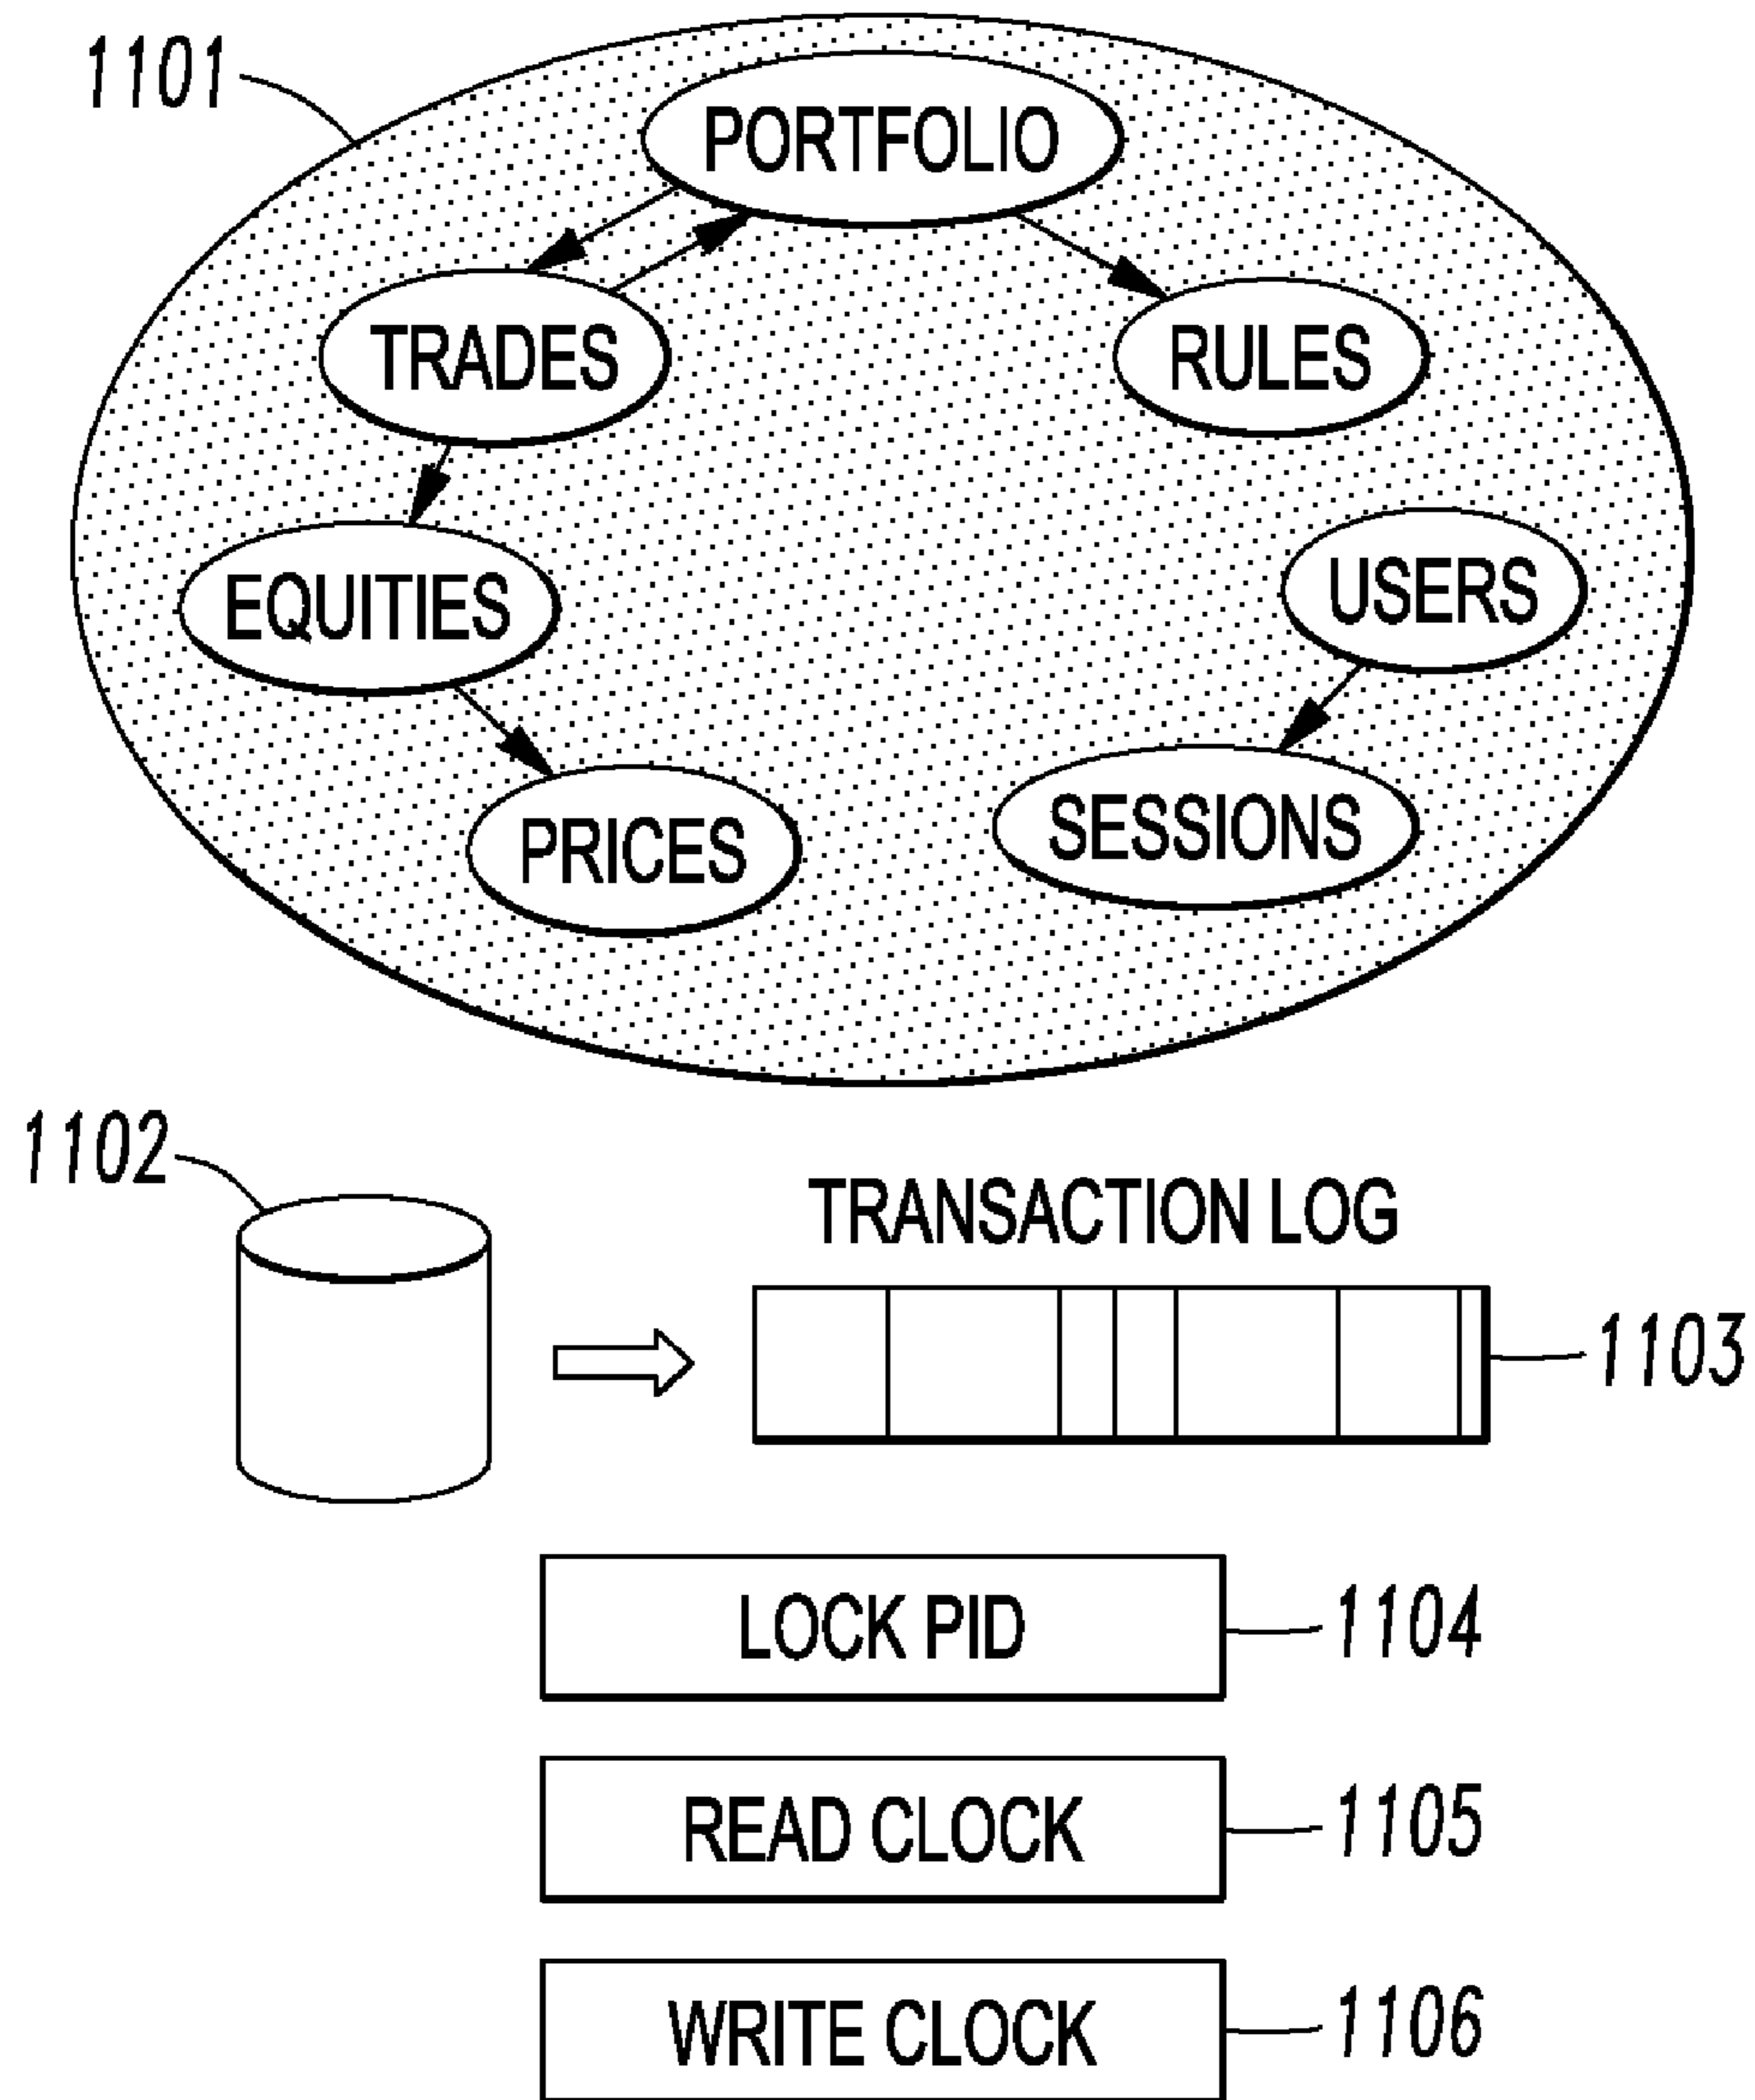 1101
PORTFOLIO
TRADES
RULES
EQUITIES
USERS
PRICES
SESSIONS
1102
TRANSACTION LOG
1103
LOCK PID
1104
READ CLOCK
1105
WRITE CLOCK
1106